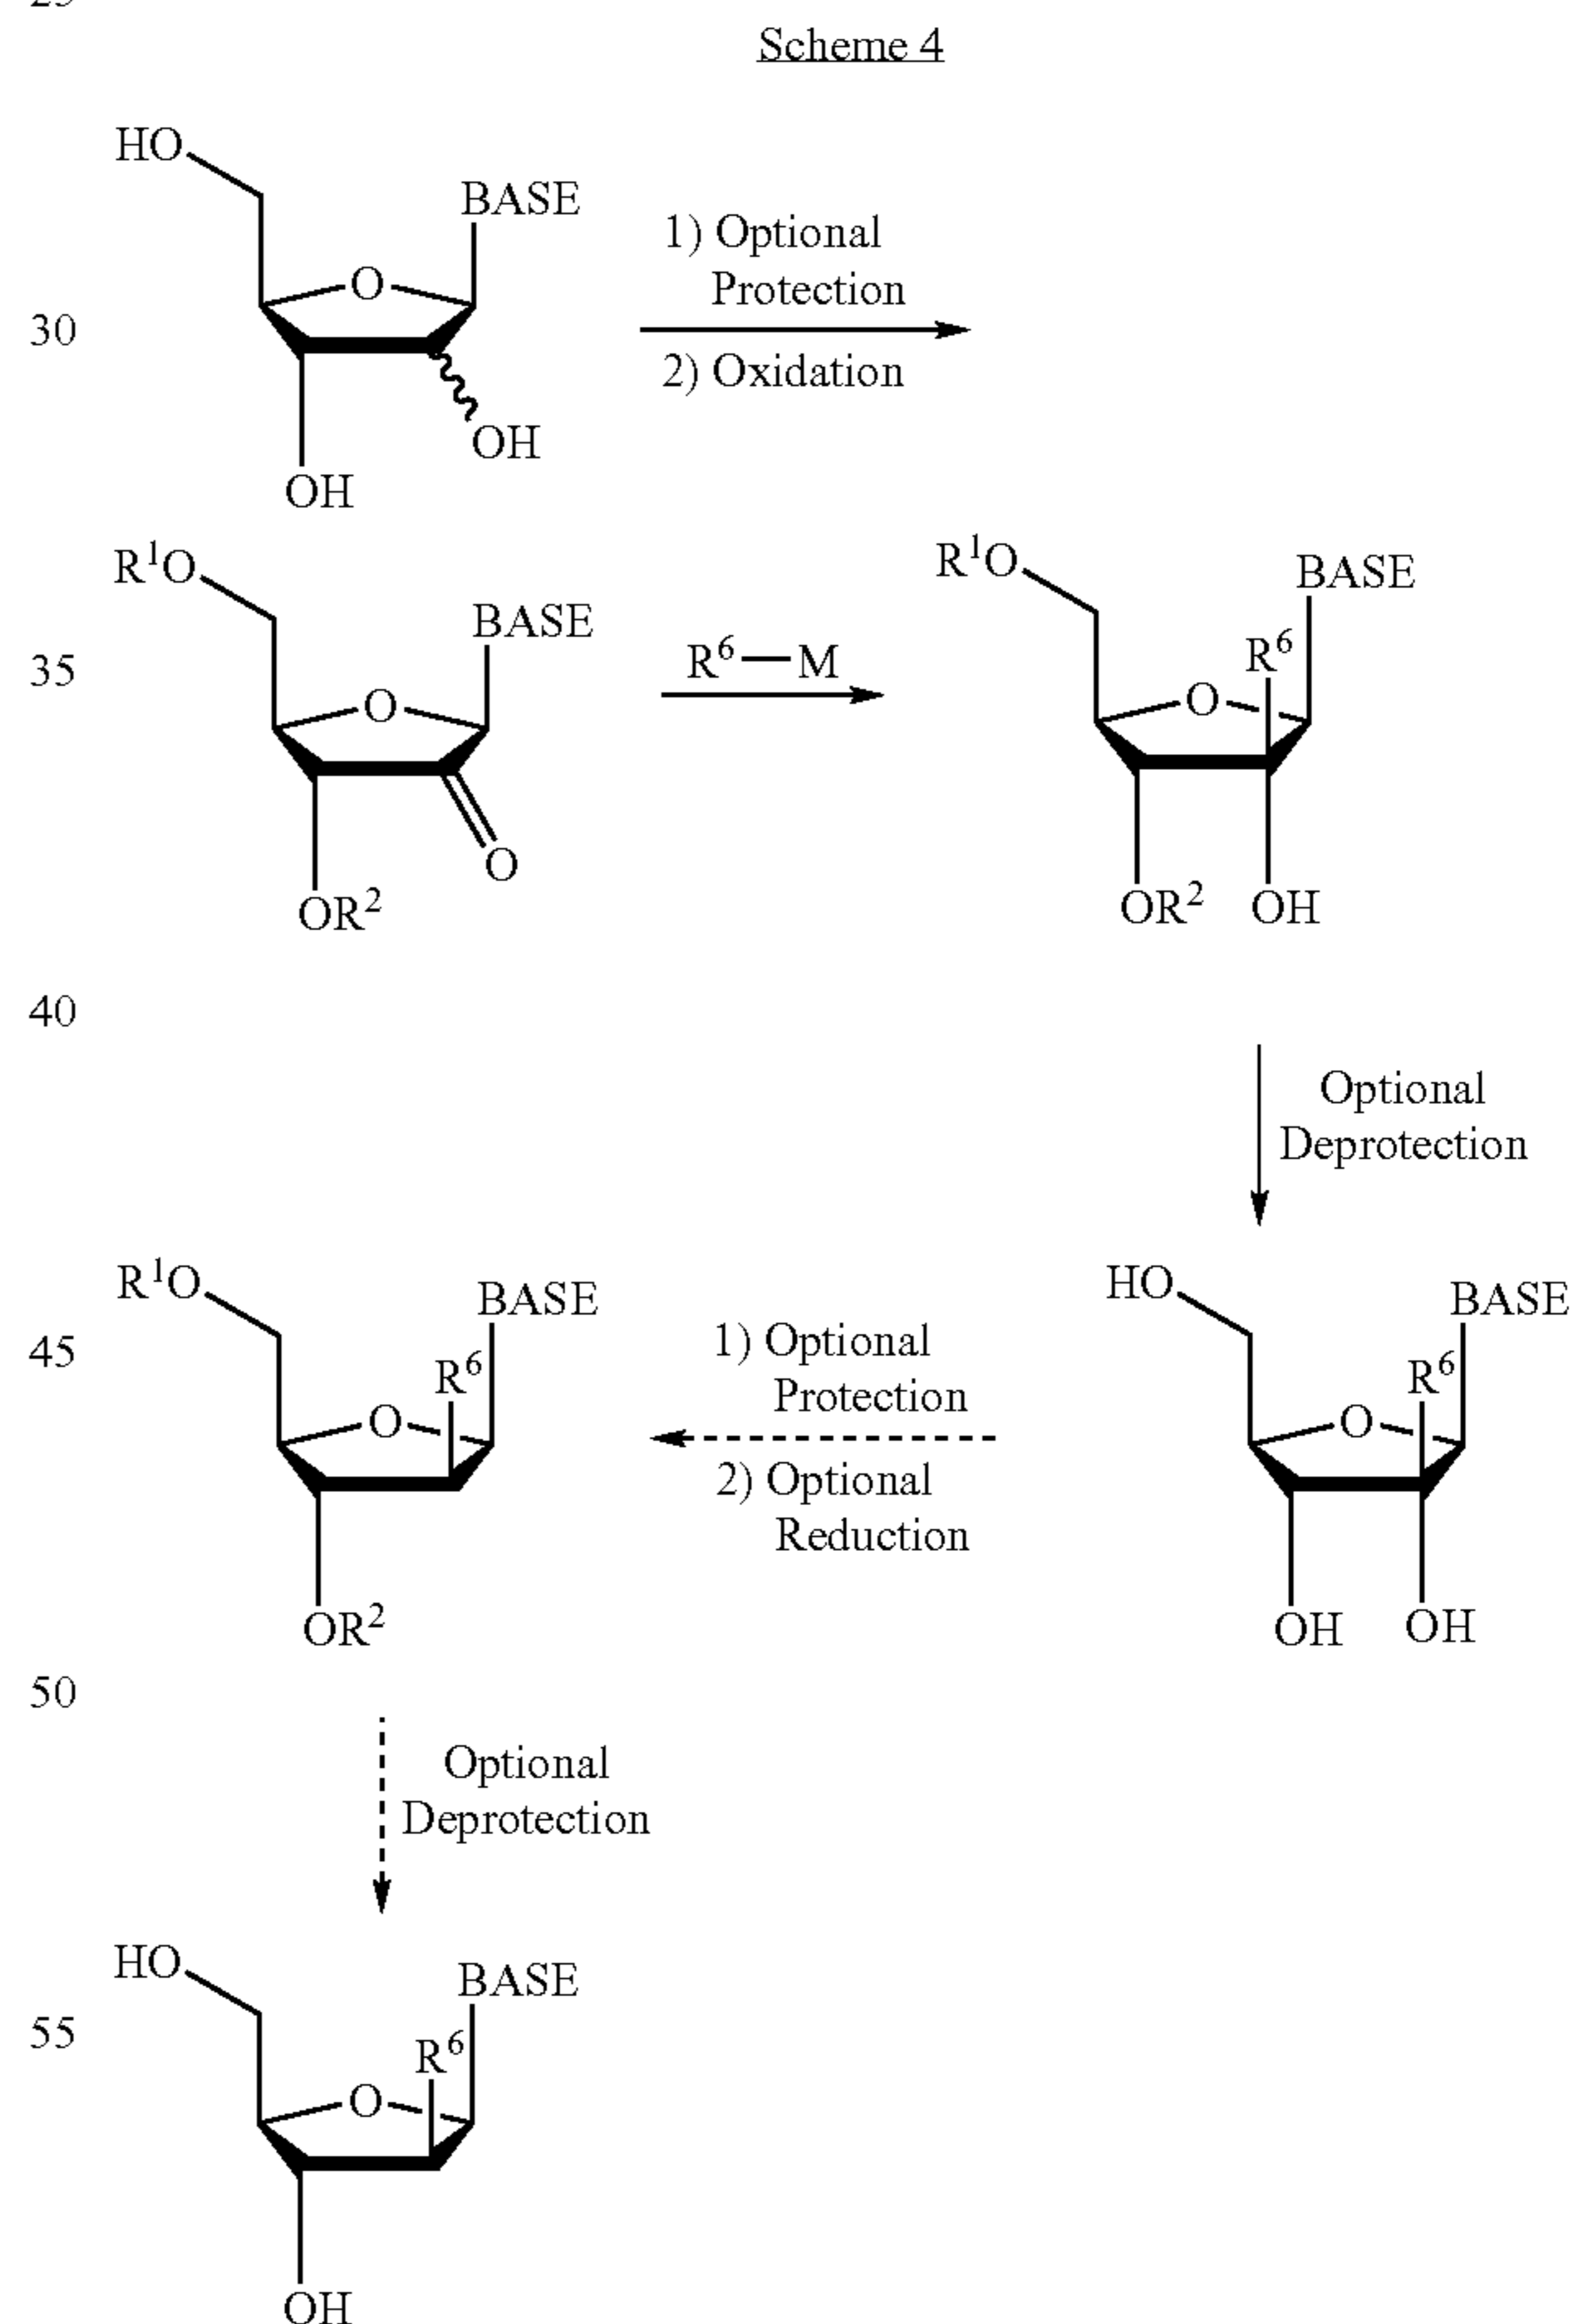 Scheme 4
HO
BASE
1) Optional
Protection
O
30
2) Oxidation
OH
OH
R¹O
BASE
R⁶—M
35
O
O
OR²
R¹O
BASE
R⁶
O
OR² OH
40
Optional
Deprotection
R¹O
BASE
45
R⁶
O
1) Optional
Protection
2) Optional
Reduction
HO
BASE
R⁶
O
OR²
OH OH
50
Optional
Deprotection
HO
BASE
55
R⁶
O
OH